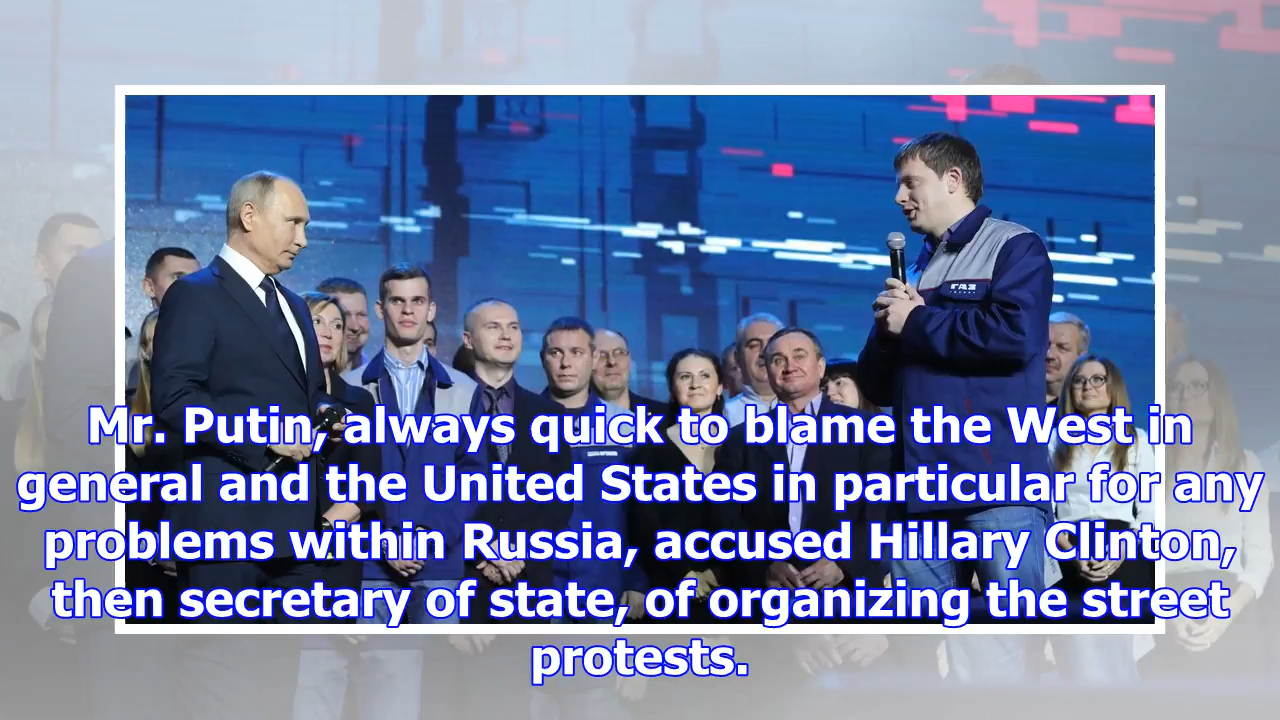 ГАЗ
Mr. Putin, always quick to blame the West in
general and the United States in particular for any
problems within Russia, accused Hillary Clinton,
then secretary of state, of organizing the street
protests.